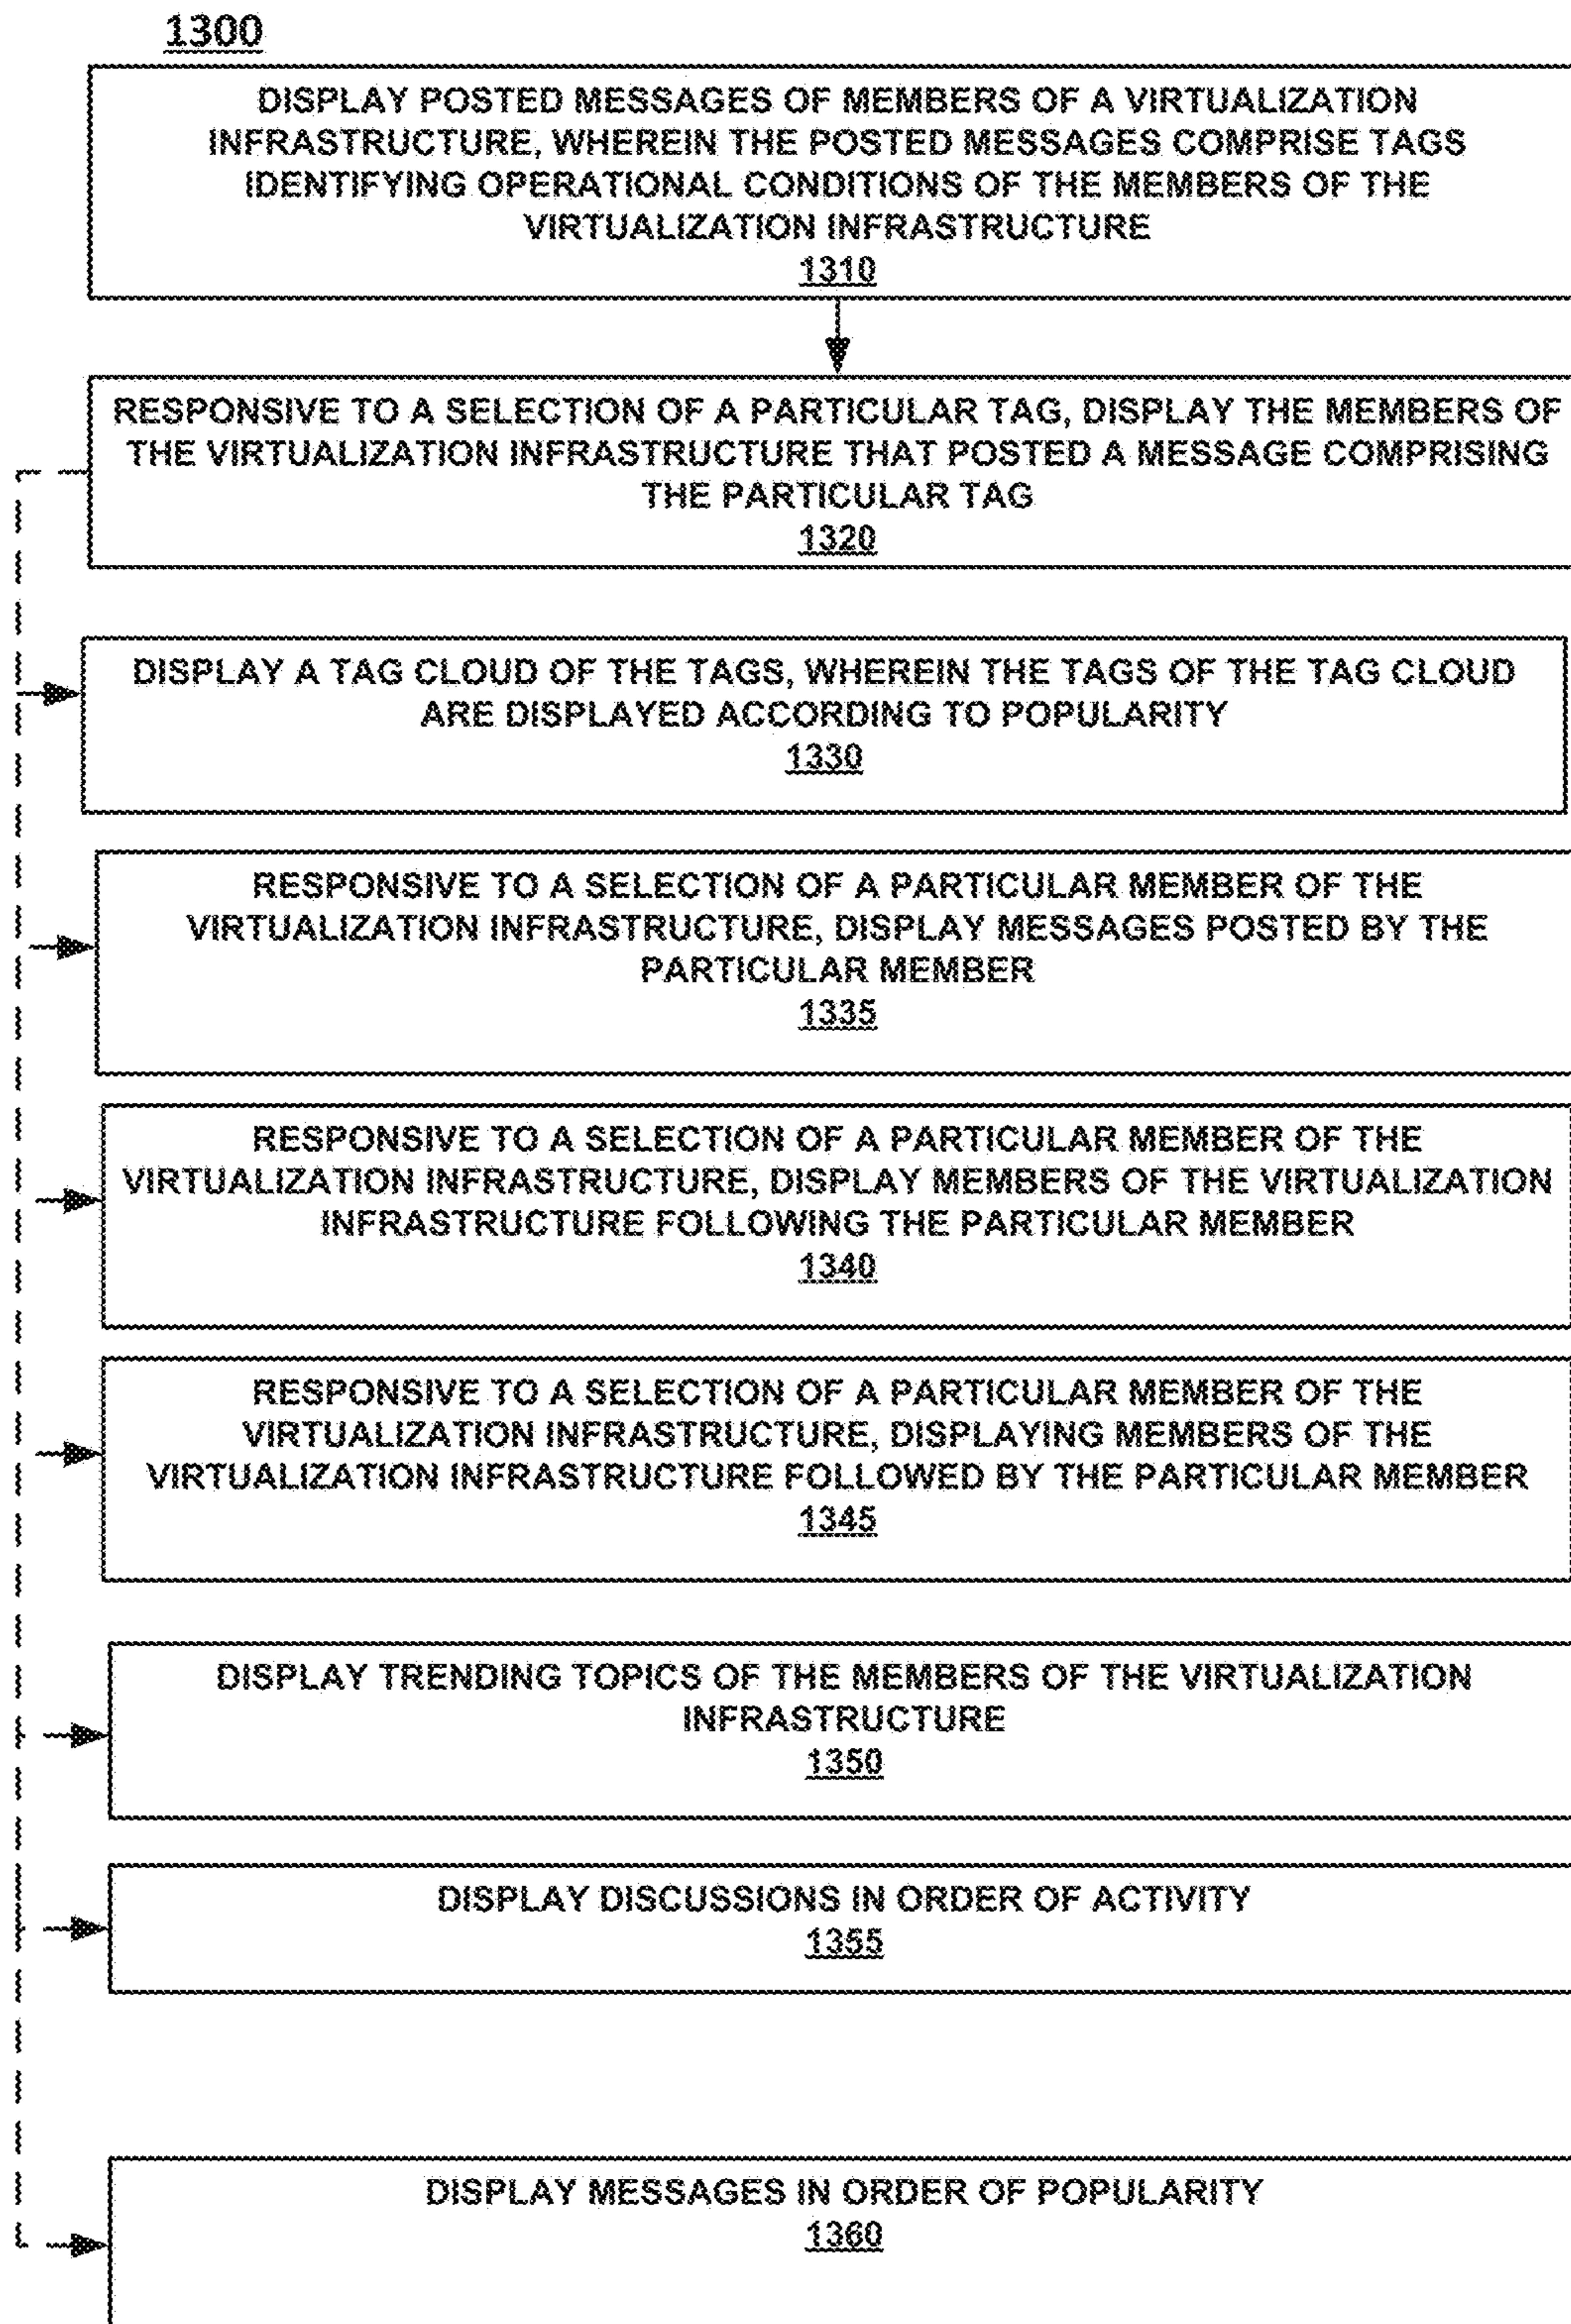 1300
DISPLAY POSTED MESSAGES OF MEMBERS OF A VIRTUALIZATION
INFRASTRUCTURE, WHEREIN THE POSTED MESSAGES COMPRISE TAGS
IDENTIFYING OPERATIONAL CONDITIONS OF THE MEMBERS OF THE
VIRTUALIZATION INFRASTRUCTURE
1310
RESPONSIVE TO A SELECTION OF A PARTICULAR TAG, DISPLAY THE MEMBERS OF
THE VIRTUALIZATION INFRASTRUCTURE THAT POSTED A MESSAGE COMPRISING
THE PARTICULAR TAG
1320
DISPLAY A TAG CLOUD OF THE TAGS, WHEREIN THE TAGS OF THE TAG CLOUD
ARE DISPLAYED ACCORDING TO POPULARITY
1330
RESPONSIVE TO A SELECTION OF A PARTICULAR MEMBER OF THE
VIRTUALIZATION INFRASTRUCTURE, DISPLAY MESSAGES POSTED BY THE
PARTICULAR MEMBER
1335
RESPONSIVE TO A SELECTION OF A PARTICULAR MEMBER OF THE
VIRTUALIZATION INFRASTRUCTURE, DISPLAY MEMBERS OF THE VIRTUALIZATION
INFRASTRUCTURE FOLLOWING THE PARTICULAR MEMBER
1340
RESPONSIVE TO A SELECTION OF A PARTICULAR MEMBER OF THE
VIRTUALIZATION INFRASTRUCTURE, DISPLAYING MEMBERS OF THE
VIRTUALIZATION INFRASTRUCTURE FOLLOWED BY THE PARTICULAR MEMBER
1345
DISPLAY TRENDING TOPICS OF THE MEMBERS OF THE VIRTUALIZATION
INFRASTRUCTURE
1350
DISPLAY DISCUSSIONS IN ORDER OF ACTIVITY
1355
DISPLAY MESSAGES IN ORDER OF POPULARITY
1360